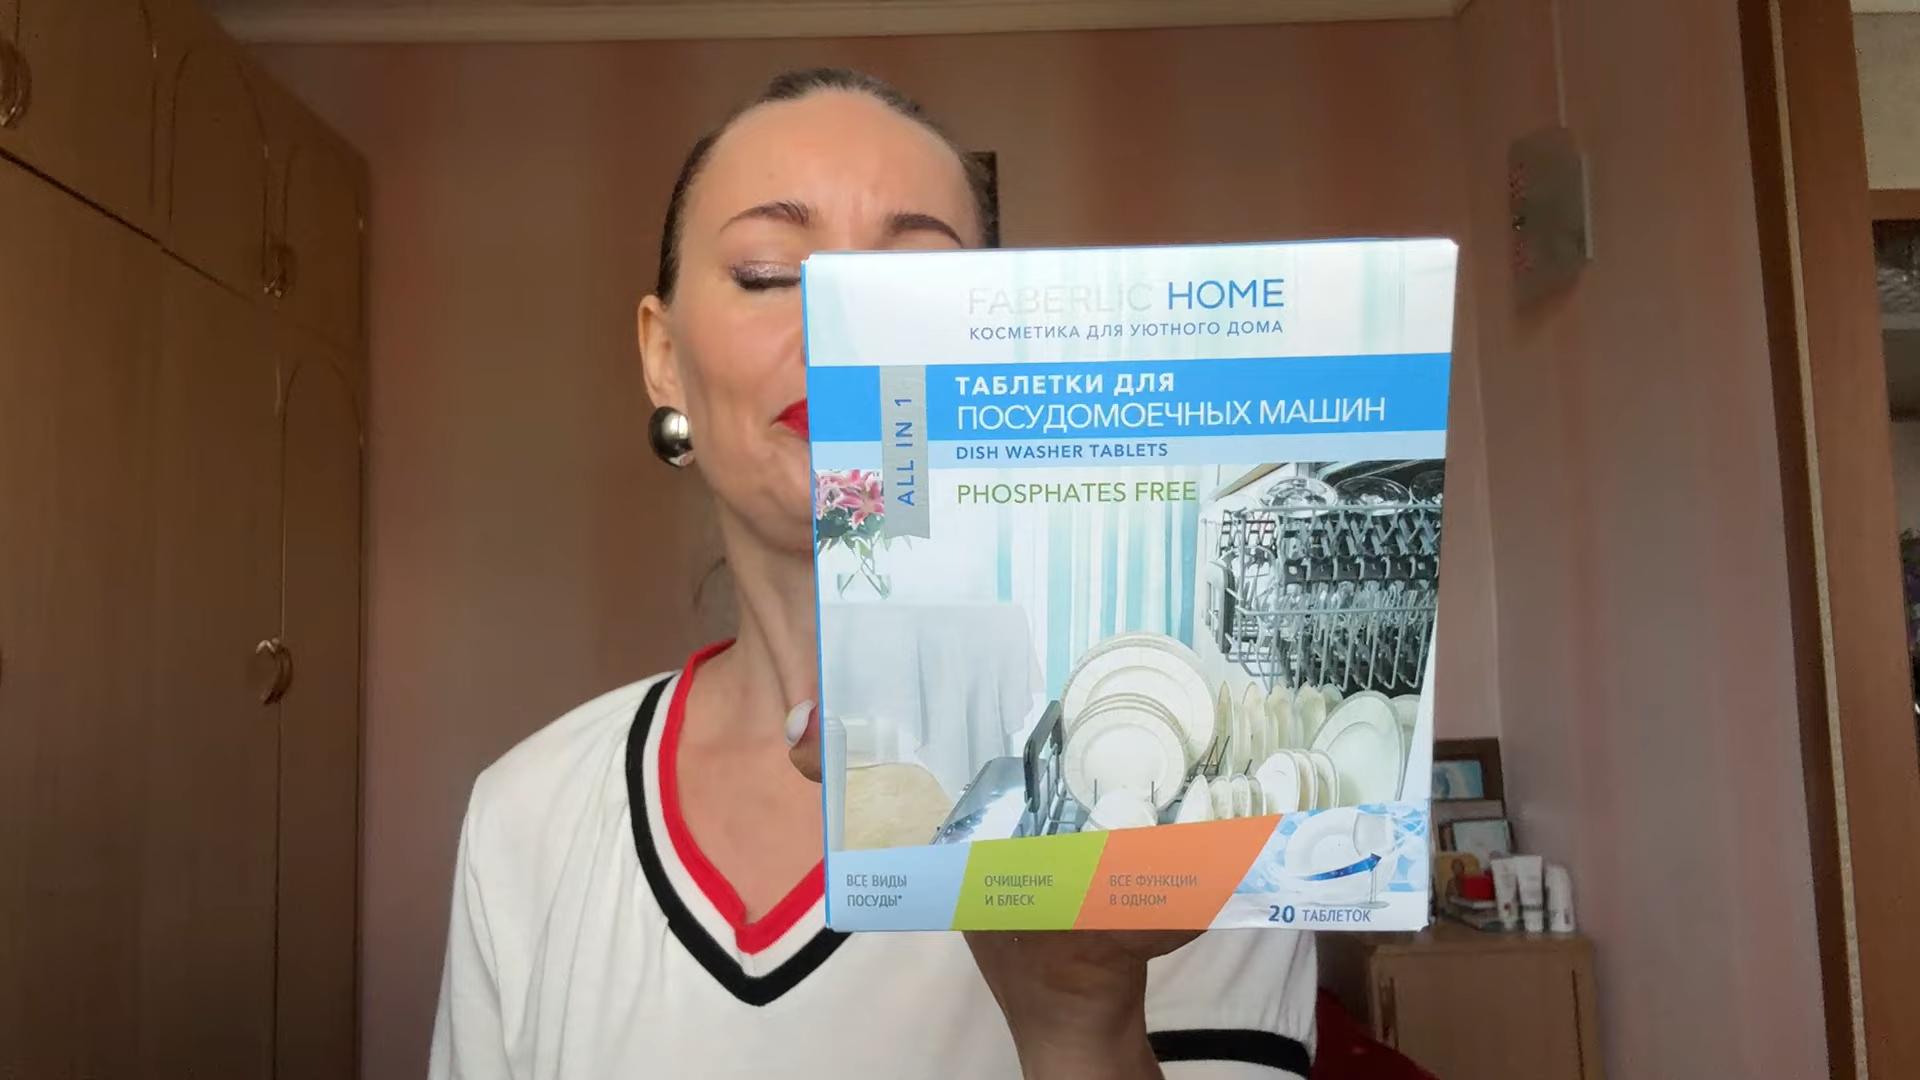 FABERLIC HOME
КОСМЕТИКА ДЛЯ УЮТНОГО ДОМА
ALL IN 1
ТАБЛЕТКИ ДЛЯ
ПОСУДОМОЕЧНЫХ МАШИН
DISH WASHER TABLETS
PHOSPHATES FREE
ВСЕ ВИДЫ
ПОСУДЫ*
ОЧИЩЕНИЕ
И БЛЕСК
ВСЕ ФУНКЦИИ
В ОДНОМ
20 ТАБЛЕТОК